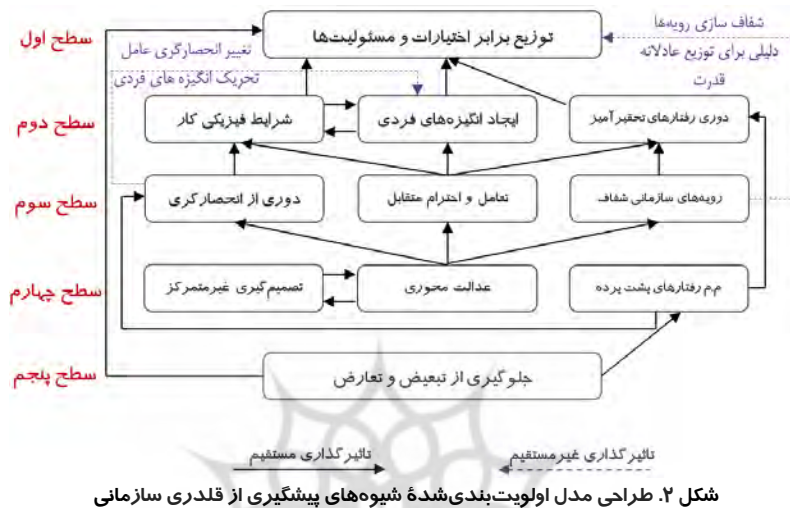 سطح اول
توزیع برابر اختیارات و مسئولیت‌ها
شفاف سازی رویه‌ها
دلیلی برای توزیع عادلانه
قدرت
تغییر انحصارگری عامل
تحریک انگیزه های فردی
سطح دوم
دوری رفتارهای تحقیر آمیز
ایجاد انگیزه‌های فردی
شرایط فیزیکی کار
سطح سوم
رویه‌های سازمانی شفاف
تعامل و احترام متقابل
دوری از انحصارگری
سطح چهارم
م.م رفتارهای پشت پرده
عدالت محوری
تصمیم‌گیری غیرمتمرکز
سطح پنجم
جلوگیری از تبعیض و تعارض
تاثیرگذاری غیرمستقیم
تاثیرگذاری مستقیم
شکل ۲. طراحی مدل اولویت‌بندی‌شدهٔ شیوه‌های پیشگیری از قلدری سازمانی